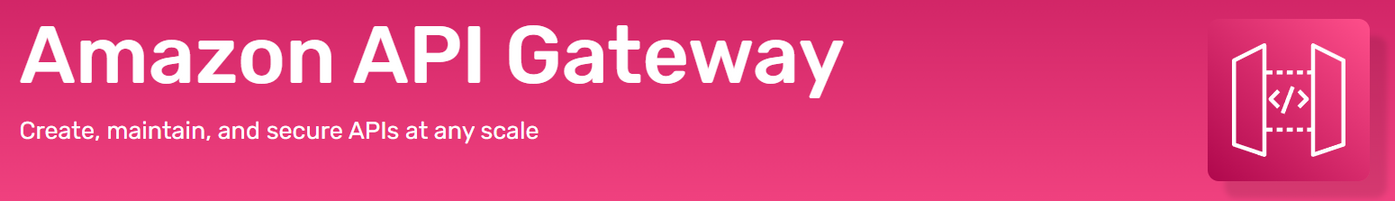 Amazon API Gateway
Create, maintain, and secure APIs at any scale
</>